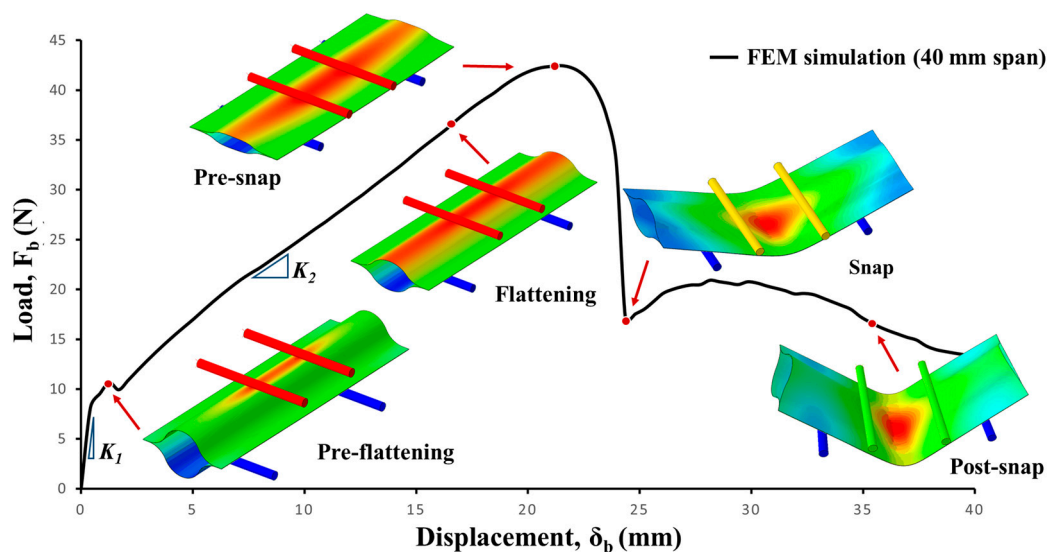 FEM simulation (40 mm span)
45
40
35
30
25
20
15
10
5
0
Load, F_b (N)
Pre-snap
Flattening
Snap
K_2
K_1
Pre-flattening
Post-snap
0
5
10
15
20
25
30
35
40
Displacement, δ_b (mm)